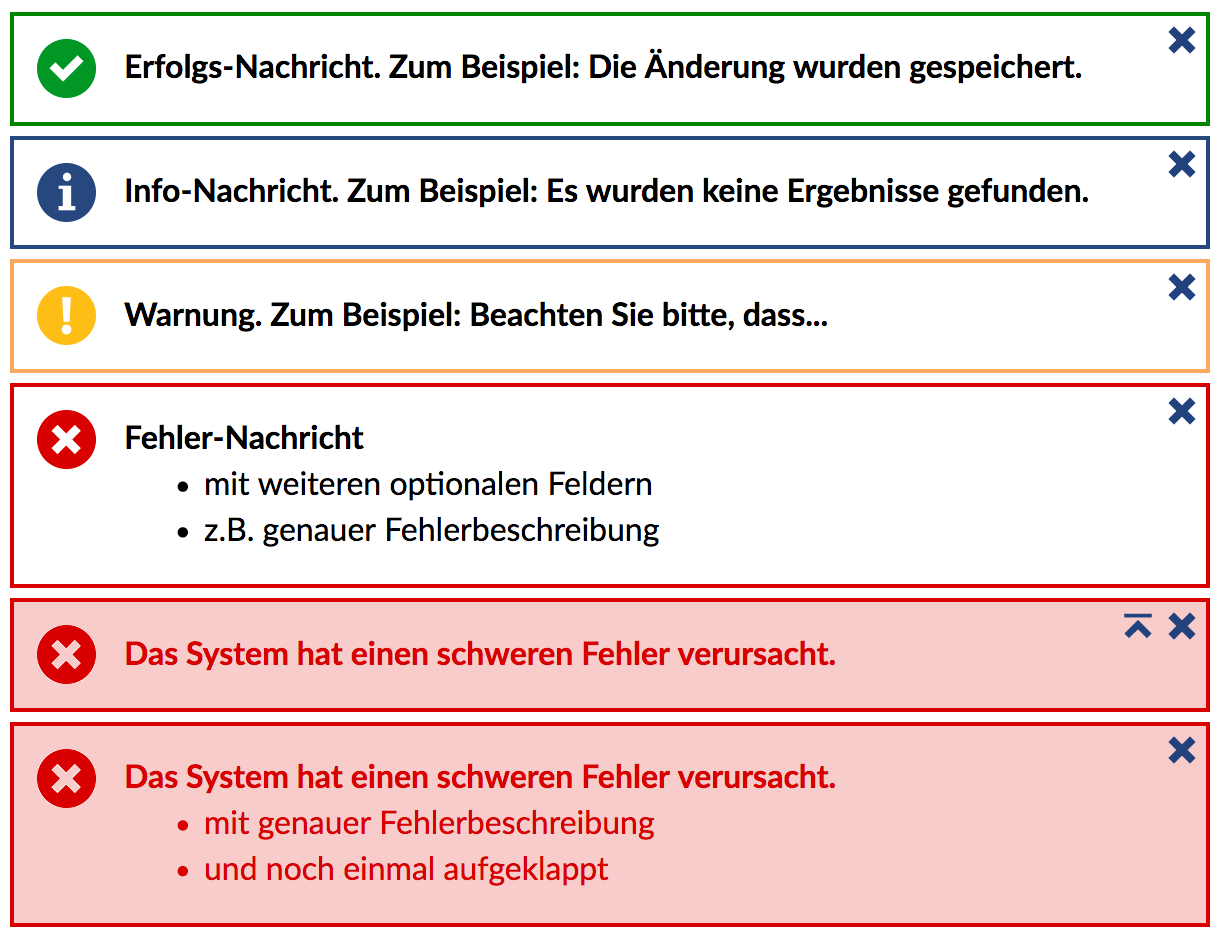 Erfolgs-Nachricht. Zum Beispiel: Die Änderung wurden gespeichert.
Info-Nachricht. Zum Beispiel: Es wurden keine Ergebnisse gefunden.
Warnung. Zum Beispiel: Beachten Sie bitte, dass...
Fehler-Nachricht
• mit weiteren optionalen Feldern
• z.B. genauer Fehlerbeschreibung
Das System hat einen schweren Fehler verursacht.
Das System hat einen schweren Fehler verursacht.
• mit genauer Fehlerbeschreibung
• und noch einmal aufgeklappt